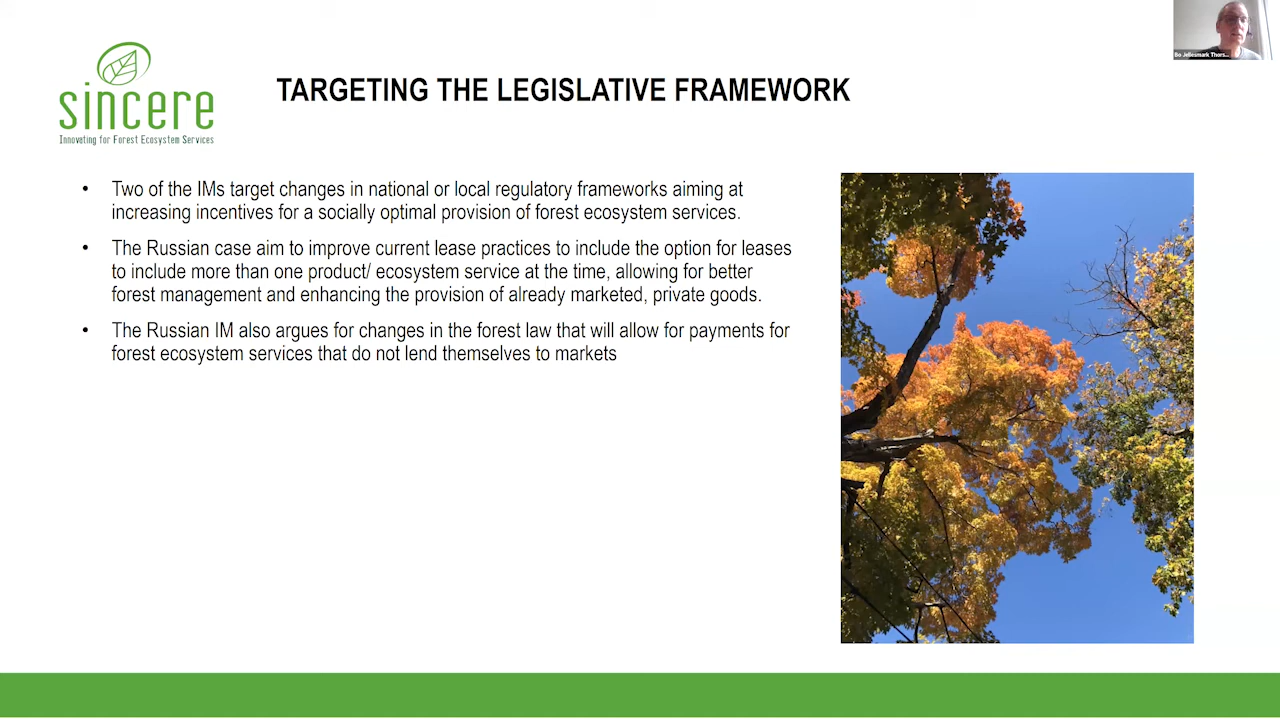 Bo Jellesmark Thors...
sincere
Innovating for Forest Ecosystem Services
TARGETING THE LEGISLATIVE FRAMEWORK
• Two of the IMs target changes in national or local regulatory frameworks aiming at
increasing incentives for a socially optimal provision of forest ecosystem services.
• The Russian case aim to improve current lease practices to include the option for leases
to include more than one product/ ecosystem service at the time, allowing for better
forest management and enhancing the provision of already marketed, private goods.
• The Russian IM also argues for changes in the forest law that will allow for payments for
forest ecosystem services that do not lend themselves to markets